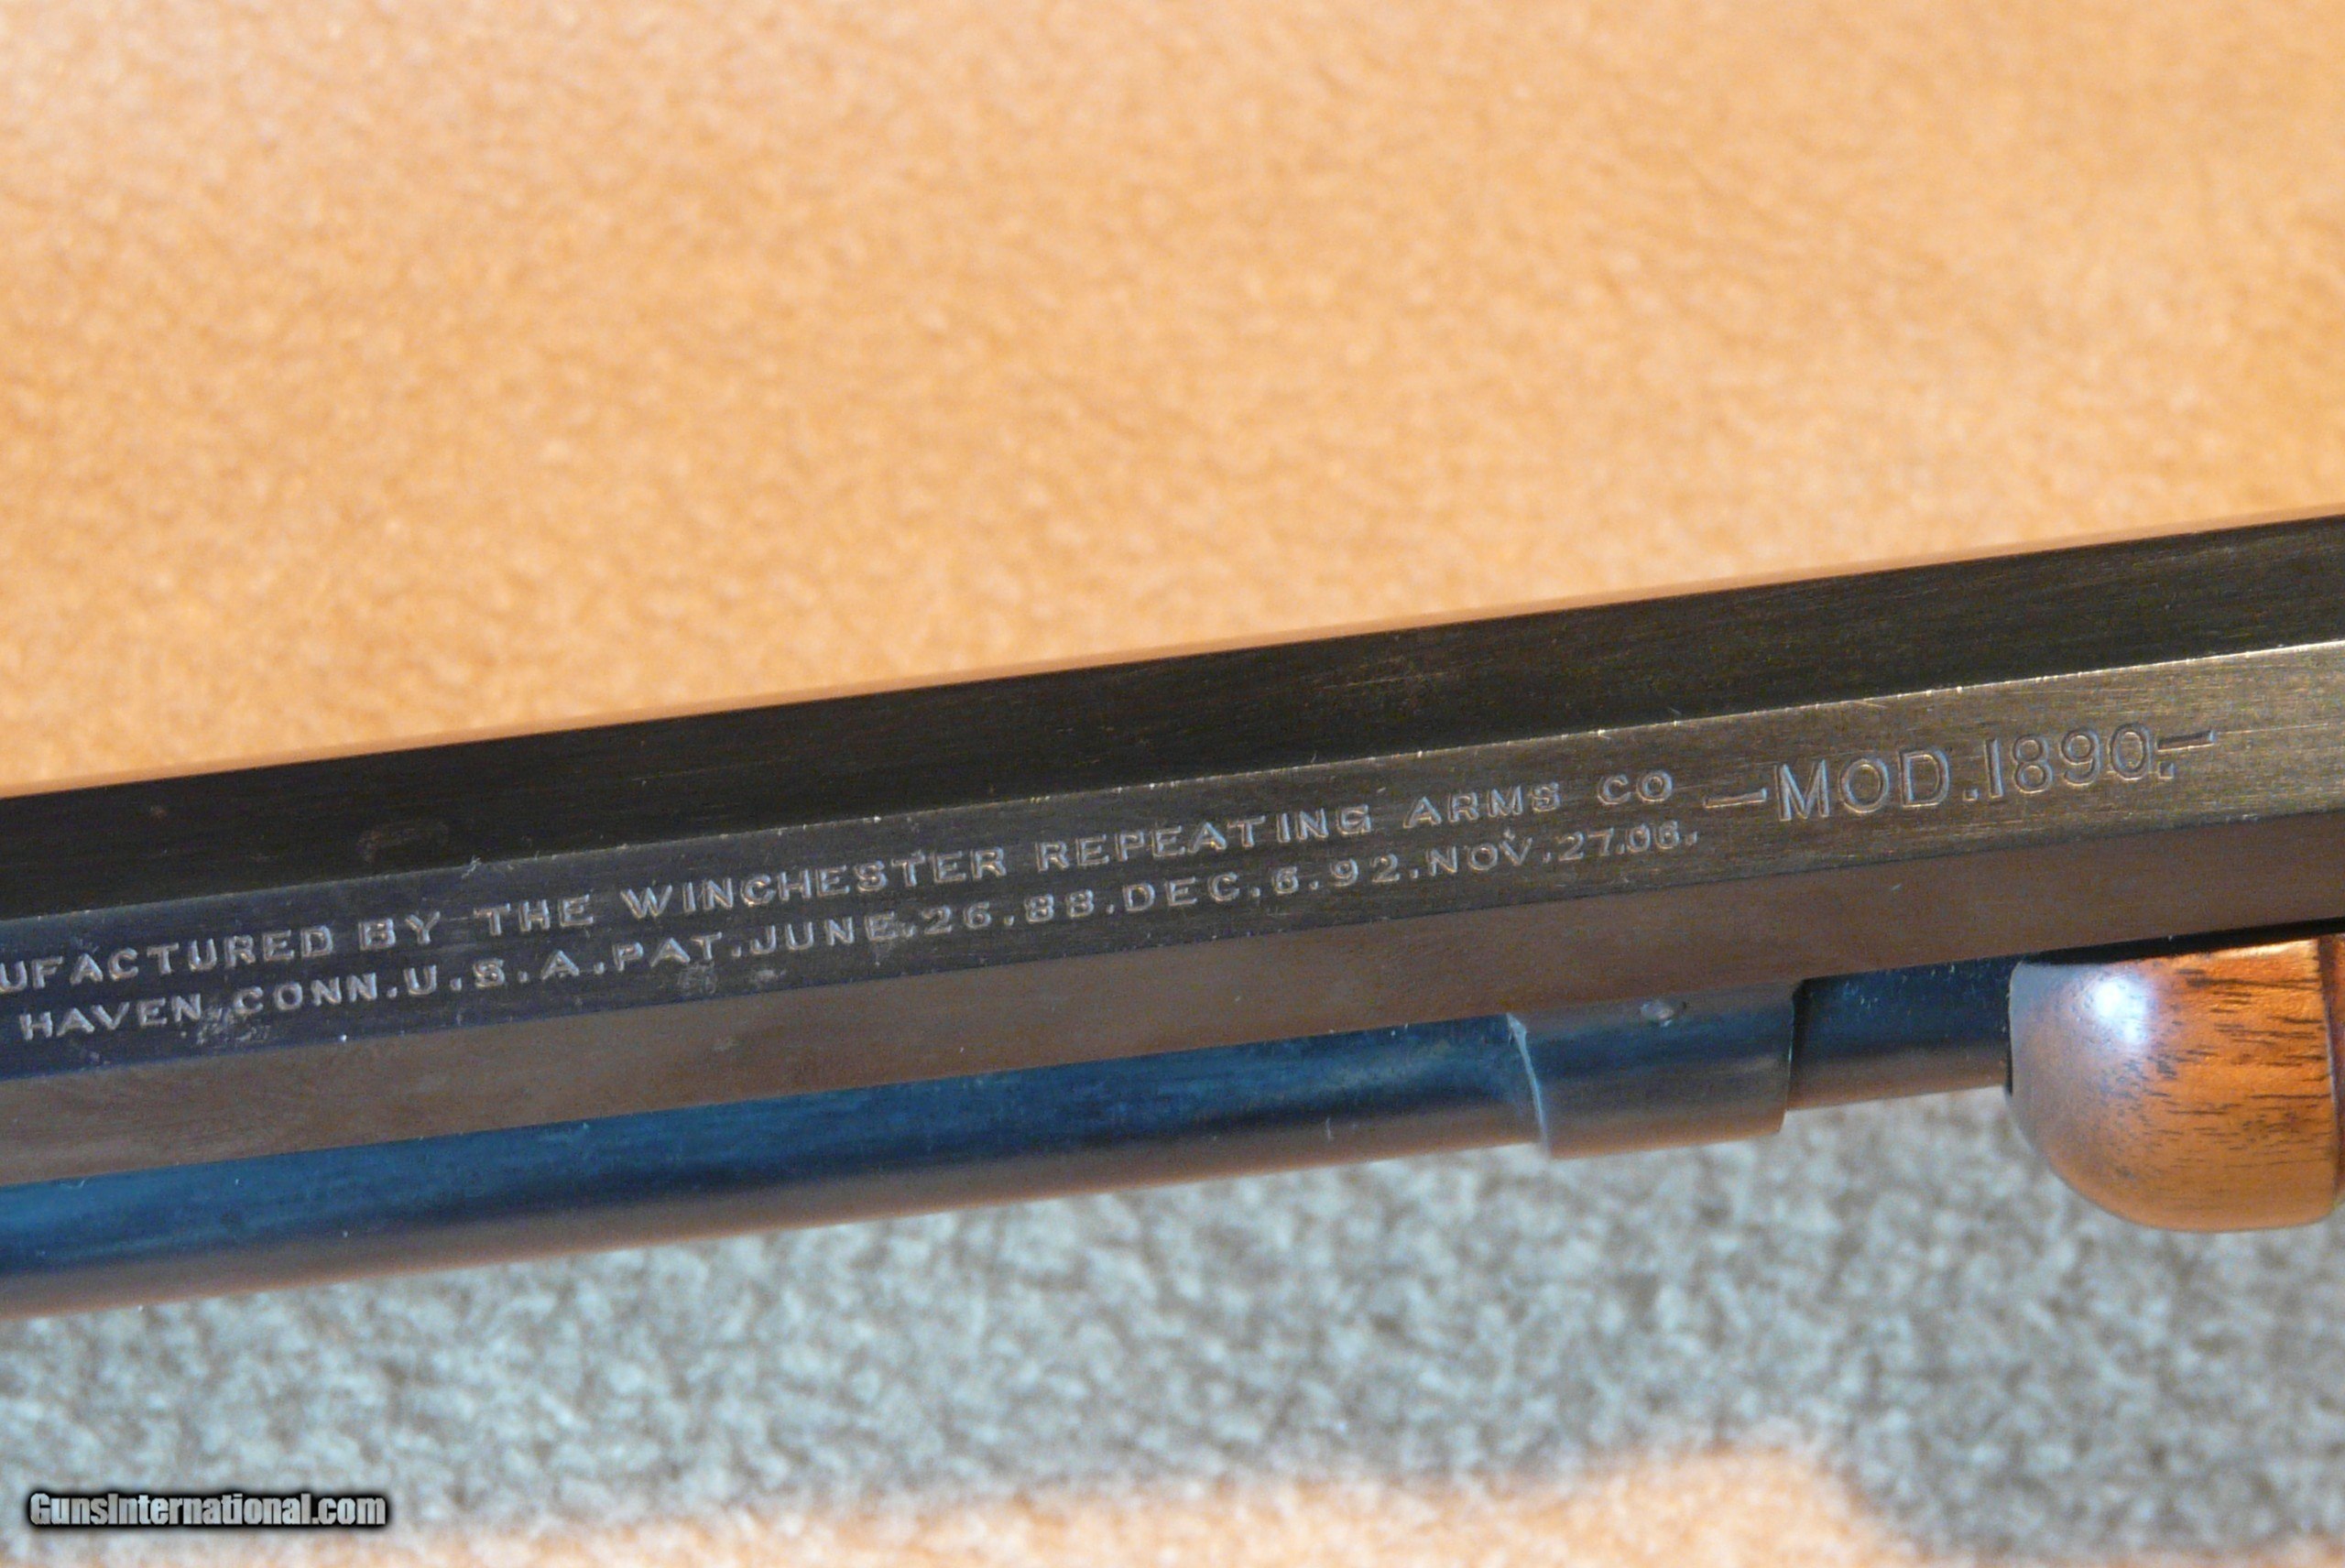 UFACTURED BY THE WINCHESTER REPEATING ARMS CO —MOD.1890.—
HAVEN.CONN.U.S.A.PAT.JUNE.26.88.DEC.6.92.NOV.27.06.
GunsInternational.com